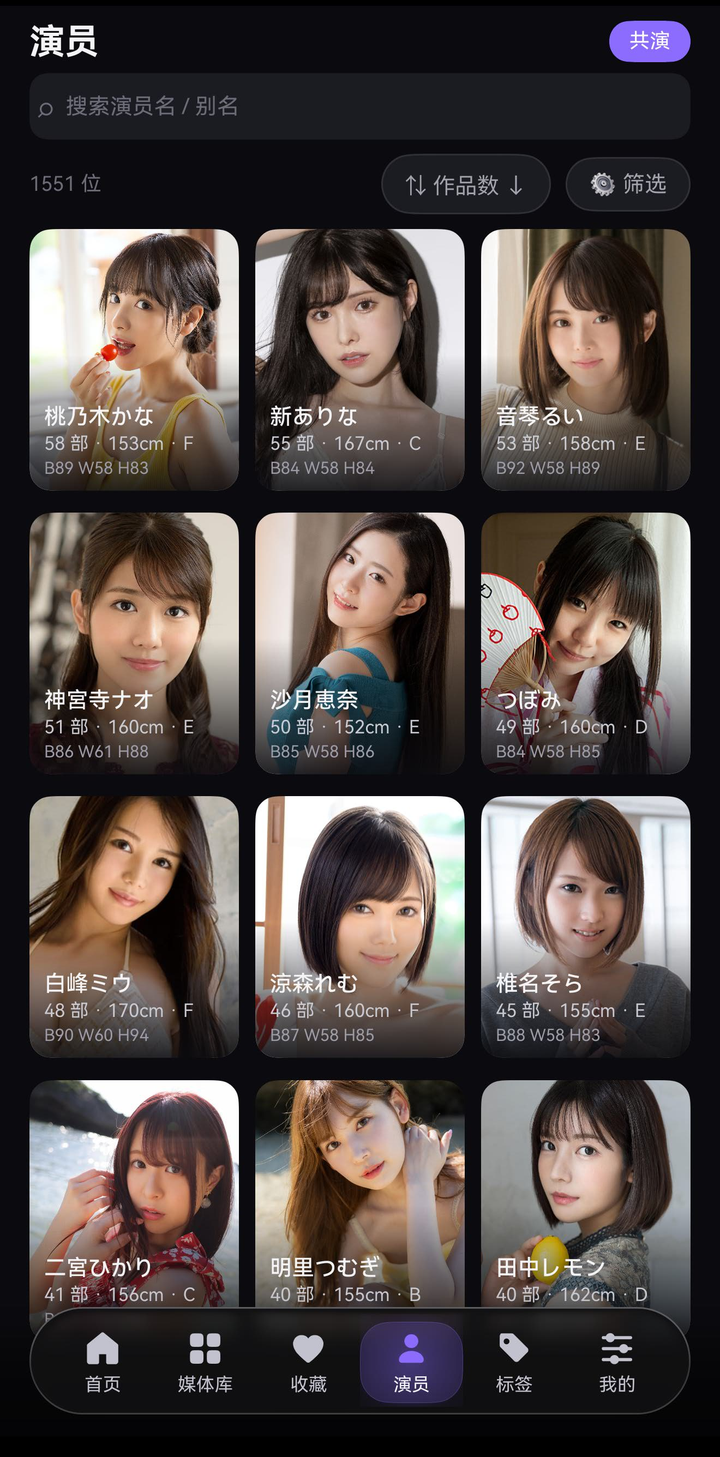 演员
共演
搜索演员名 / 别名
1551 位
作品数
筛选
桃乃木かな
58 部 · 153cm · F
B89 W58 H83
新ありな
55 部 · 167cm · C
B84 W58 H84
音琴るい
53 部 · 158cm · E
B92 W58 H89
神宮寺ナオ
51 部 · 160cm · E
B86 W61 H88
沙月恵奈
50 部 · 152cm · E
B85 W58 H86
つぼみ
49 部 · 160cm · D
B84 W58 H85
白峰ミウ
48 部 · 170cm · F
B90 W60 H94
涼森れむ
46 部 · 160cm · F
B87 W58 H85
椎名そら
45 部 · 155cm · E
B88 W58 H83
二宮ひかり
41 部 · 156cm · C
明里つむぎ
40 部 · 155cm · B
田中レモン
40 部 · 162cm · D
首页
媒体库
收藏
演员
标签
我的